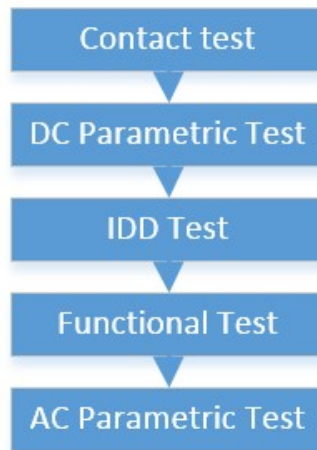 Contact test
DC Parametric Test
IDD Test
Functional Test
AC Parametric Test